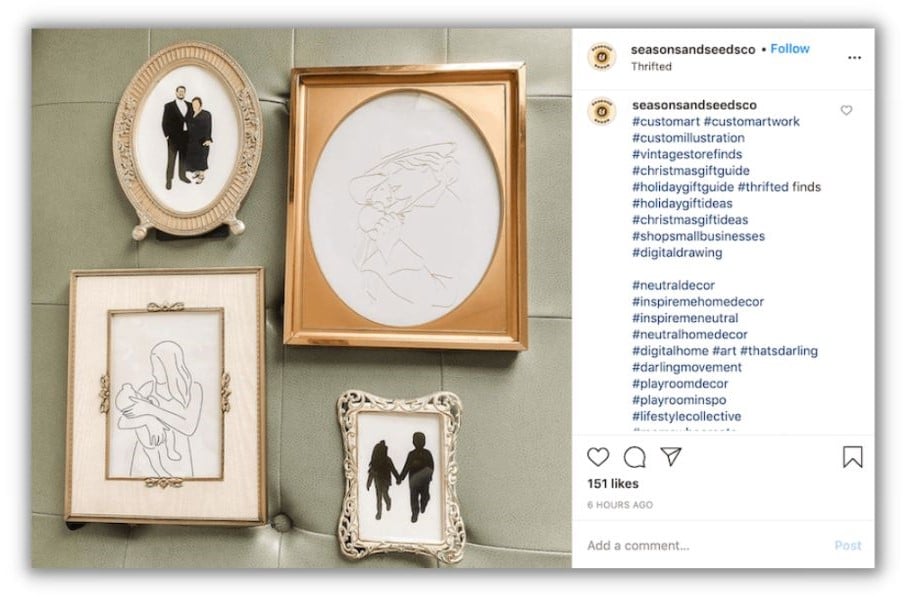 seasonsandseedsco • Follow
Thrifted
seasonsandseedsco
#customart #customartwork
#customillustration
#vintagestorefinds
#christmasgiftguide
#holidaygiftguide #thrifted finds
#holidaygiftideas
#christmasgiftideas
#shopsmallbusinesses
#digitaldrawing
#neutraldecor
#inspiremehomedecor
#inspiremeneutral
#neutralhomedecor
#digitalhome #art #thatsdarling
#darlingmovement
#playroomdecor
#playroominspo
#lifestylecollective
151 likes
6 HOURS AGO
Add a comment... Post